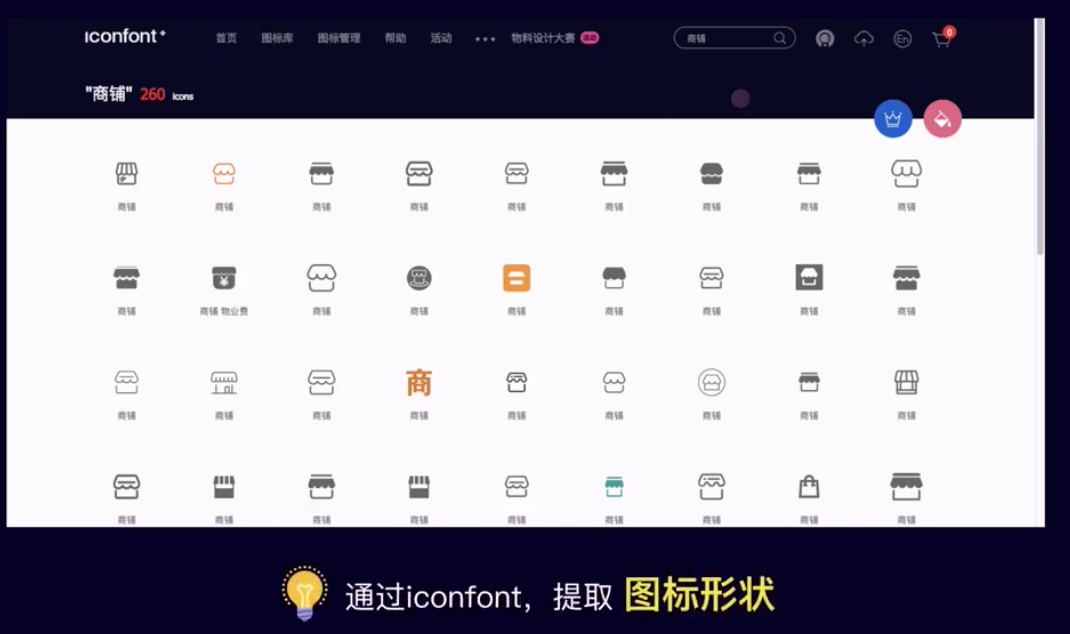 iconfont+ 首页 图标库 图标管理 帮助 活动 ••• 物料设计大赛 活动 商铺 En 0
"商铺" 260 Icons
商铺 商铺 商铺 商铺 商铺 商铺 商铺 商铺 商铺
¥ 
商铺 商铺 物业费 商铺 商铺 商铺 商铺 商铺 商铺 商铺
商
商铺 商铺 商铺 商铺 商铺 商铺 商铺 商铺 商铺
商铺 商铺 商铺 商铺 商铺 商铺 商铺 商铺 商铺
通过iconfont，提取 图标形状